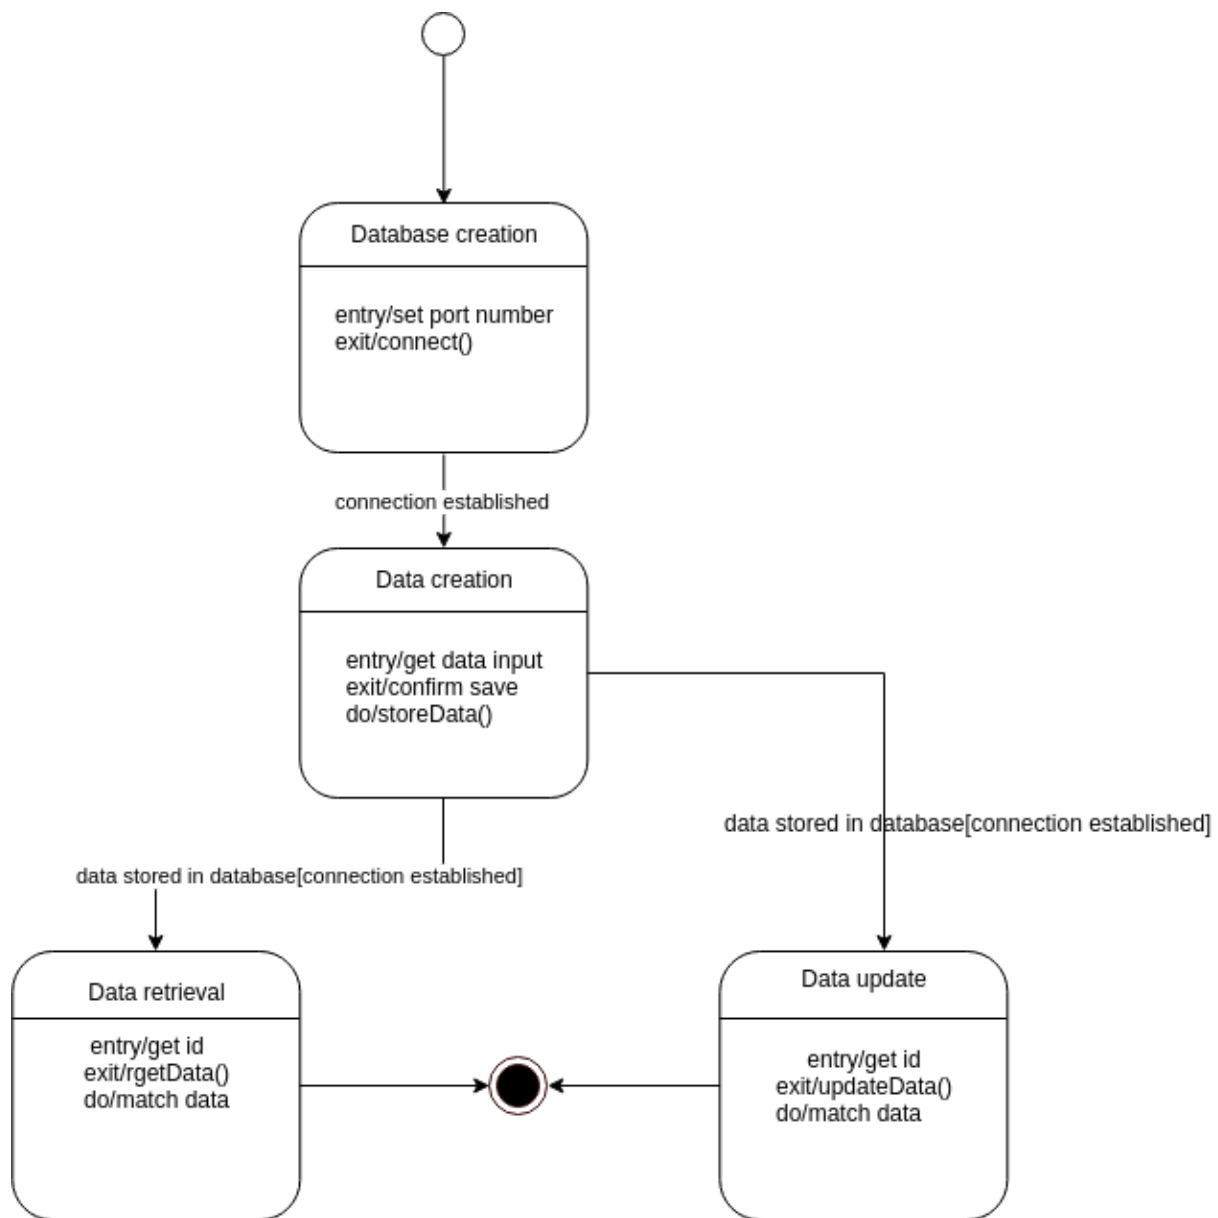 Database creation
entry/set port number
exit/connect()
connection established
Data creation
entry/get data input
exit/confirm save
do/storeData()
data stored in database[connection established]
data stored in database[connection established]
Data retrieval
entry/get id
exit/rgetData()
do/match data
Data update
entry/get id
exit/updateData()
do/match data